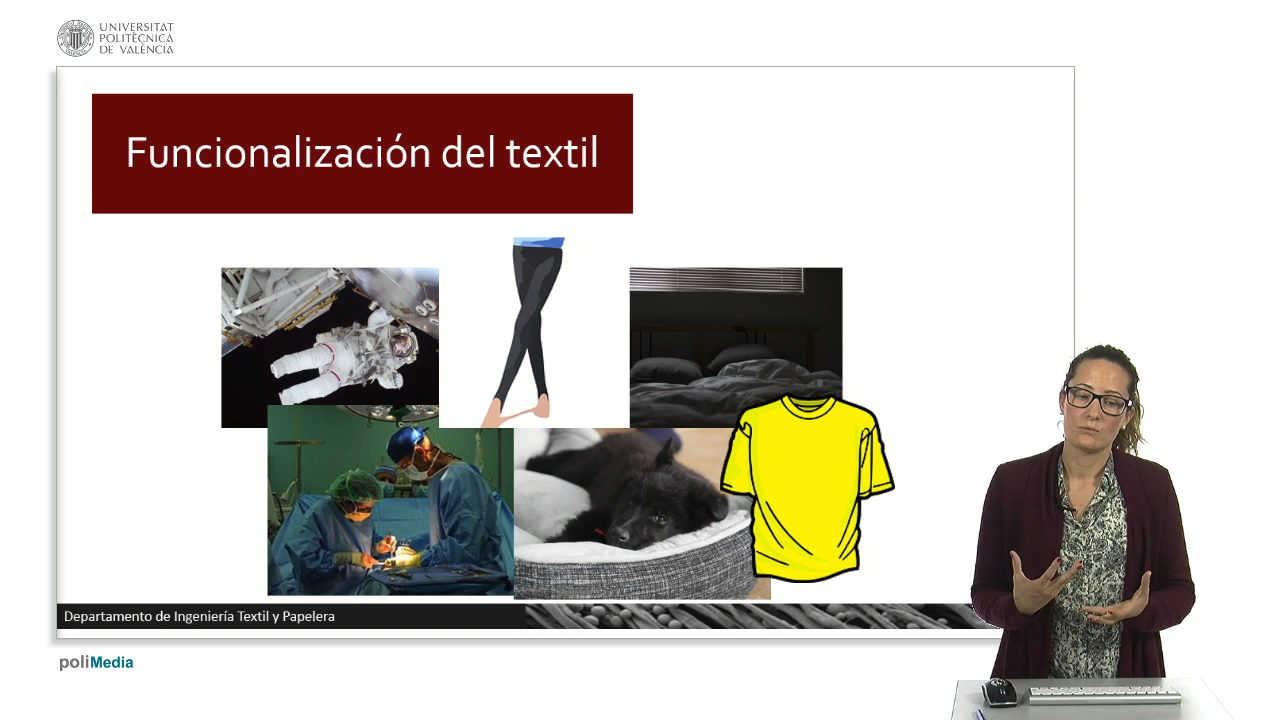 UNIVERSITAT
POLITÈCNICA
DE VALÈNCIA
Funcionalización del textil
Departamento de Ingeniería Textil y Papelera
poliMedia